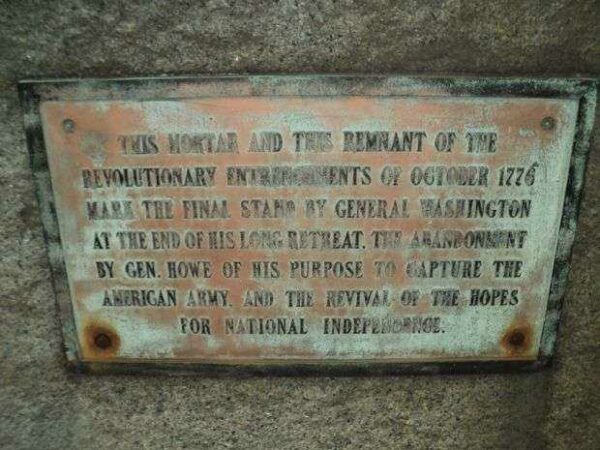 THIS MORTAR AND THIS REMNANT OF THE
REVOLUTIONARY ENTRENCHMENTS OF OCTOBER 1776
MARK THE FINAL STAND BY GENERAL WASHINGTON
AT THE END OF HIS LONG RETREAT. THE ABANDONMENT
BY GEN. HOWE OF HIS PURPOSE TO CAPTURE THE
AMERICAN ARMY. AND THE REVIVAL OF THE HOPES
FOR NATIONAL INDEPENDENCE.